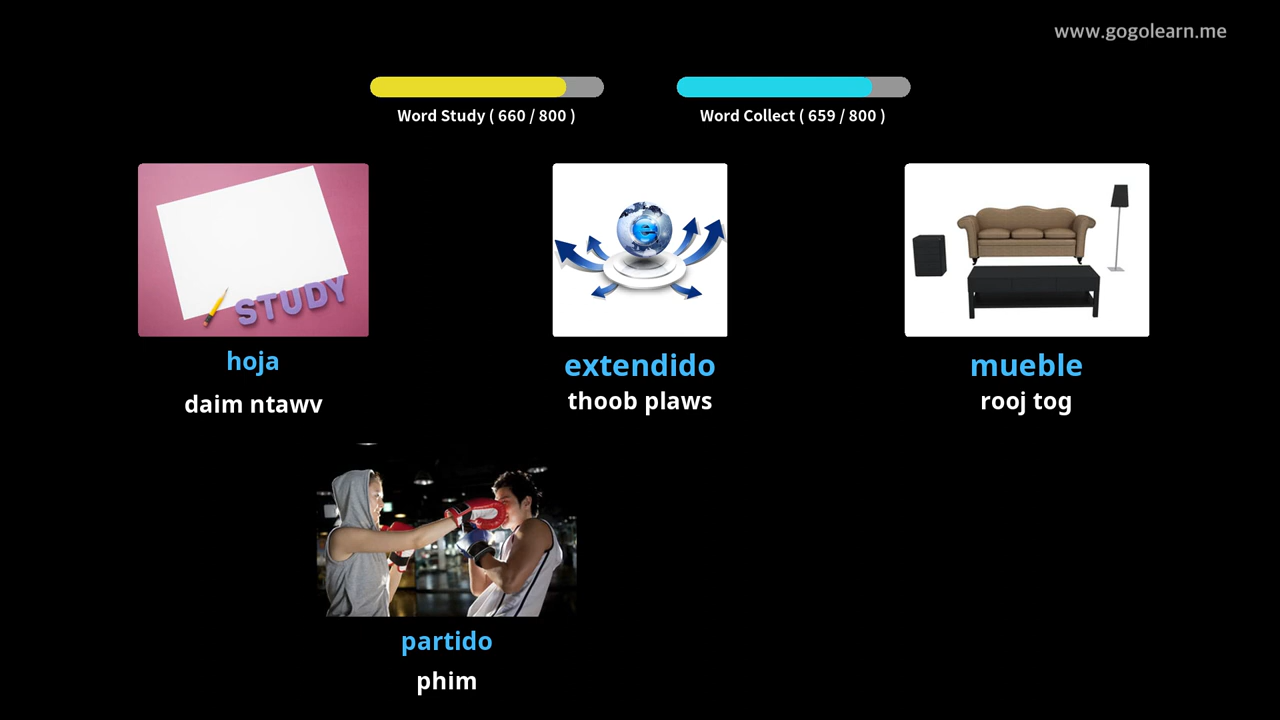 www.gogolearn.me
Word Study ( 660 / 800 )
Word Collect ( 659 / 800 )
STUDY
e
hoja
extendido
mueble
daim ntawv
thoob plaws
rooj tog
partido
phim